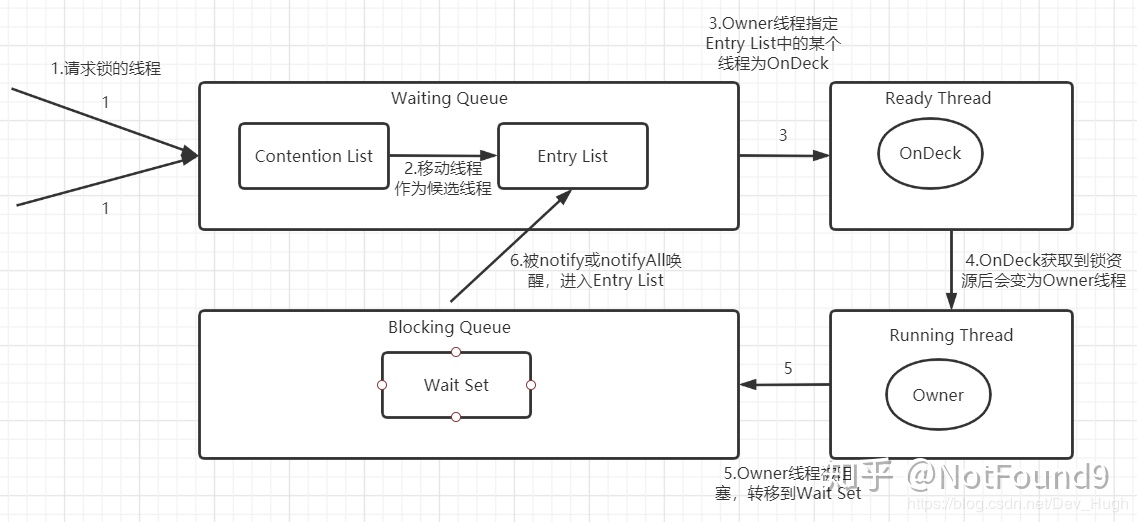 3.Owner线程指定
Entry List中的某个
线程为OnDeck
1.请求锁的线程
1
1
Waiting Queue
Contention List
2.移动线程
作为候选线程
Entry List
3
Ready Thread
OnDeck
6.被notify或notifyAll唤
醒，进入Entry List
4.OnDeck获取到锁资
源后会变为Owner线程
Blocking Queue
Wait Set
5
Running Thread
Owner
5.Owner线程被阻
塞，转移到Wait Set
知乎 @NotFound9
https://blog.csdn.net/Dev_Hugh